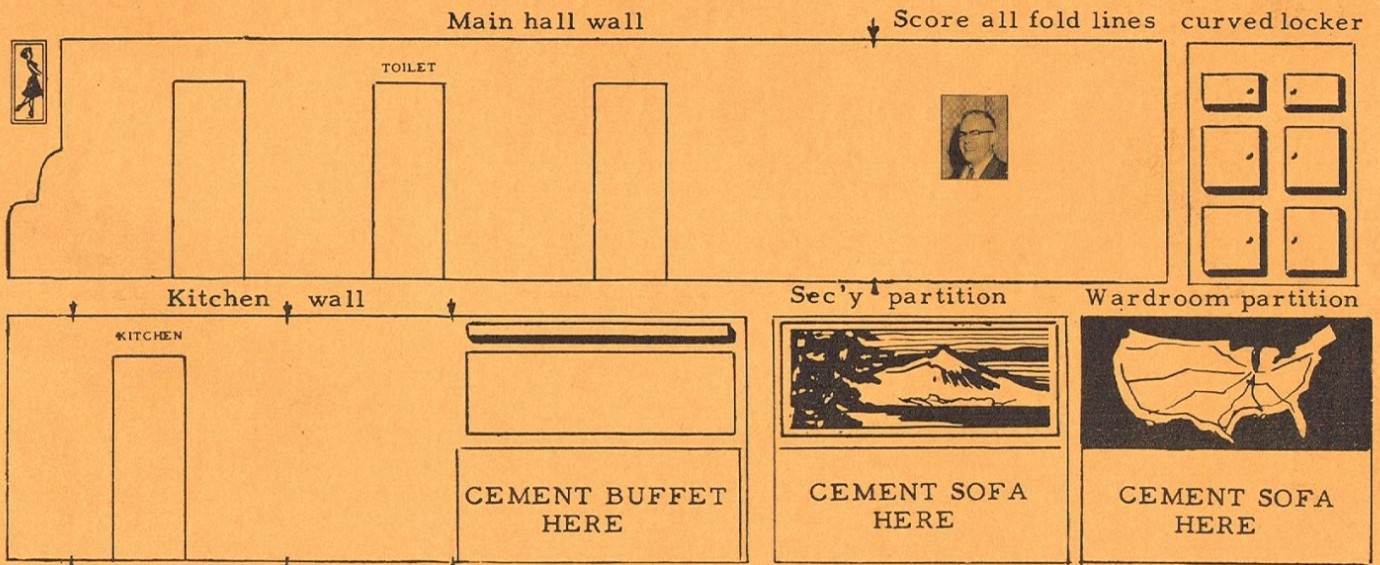 Main hall wall
Score all fold lines
curved locker
TOILET
Kitchen wall
Sec'y partition
Wardroom partition
KITCHEN
CEMENT BUFFET
HERE
CEMENT SOFA
HERE
CEMENT SOFA
HERE